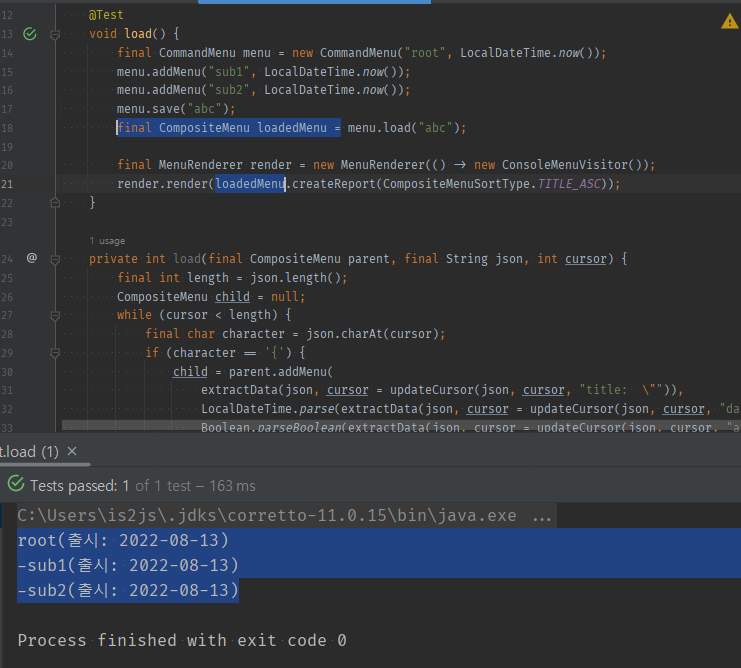 12 @Test
13 void load() {
14 final CommandMenu menu = new CommandMenu("root", LocalDateTime.now());
15 menu.addMenu("sub1", LocalDateTime.now());
16 menu.addMenu("sub2", LocalDateTime.now());
17 menu.save("abc");
18 final CompositeMenu loadedMenu = menu.load("abc");
19
20 final MenuRenderer render = new MenuRenderer(() -> new ConsoleMenuVisitor());
21 render.render(loadedMenu.createReport(CompositeMenuSortType.TITLE_ASC));
22 }
23
1 usage
24 @ private int load(final CompositeMenu parent, final String json, int cursor) {
25 final int length = json.length();
26 CompositeMenu child = null;
27 while (cursor < length) {
28 final char character = json.charAt(cursor);
29 if (character == '{') {
30 child = parent.addMenu(
31 extractData(json, cursor = updateCursor(json, cursor, "title: \"")),
32 LocalDateTime.parse(extractData(json, cursor = updateCursor(json, cursor, "da
33 Boolean.parseBoolean(extractData(json, cursor = updateCursor(json, cursor, "a
t.load (1) ×
Tests passed: 1 of 1 test – 163 ms
C:\Users\is2js\.jdks\corretto-11.0.15\bin\java.exe ...
root(출시: 2022-08-13)
-sub1(출시: 2022-08-13)
-sub2(출시: 2022-08-13)
Process finished with exit code 0